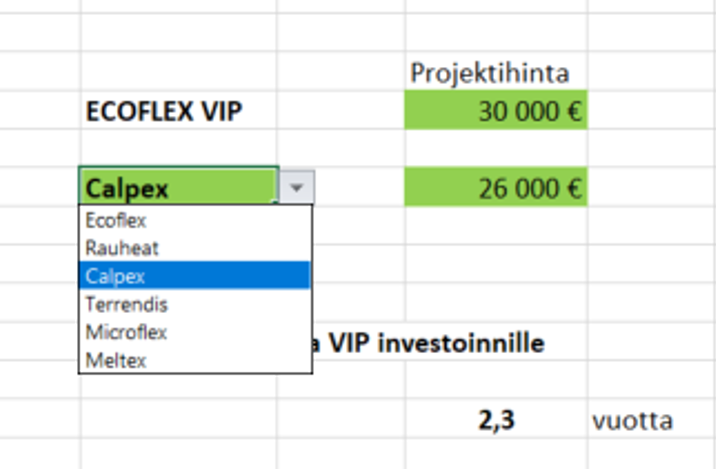 Projektihinta
ECOFLEX VIP 30 000 €
Calpex 26 000 €
Ecoflex
Rauheat
Calpex
Terrendis
Microflex
Meltex
VIP investoinnille
2,3 vuotta